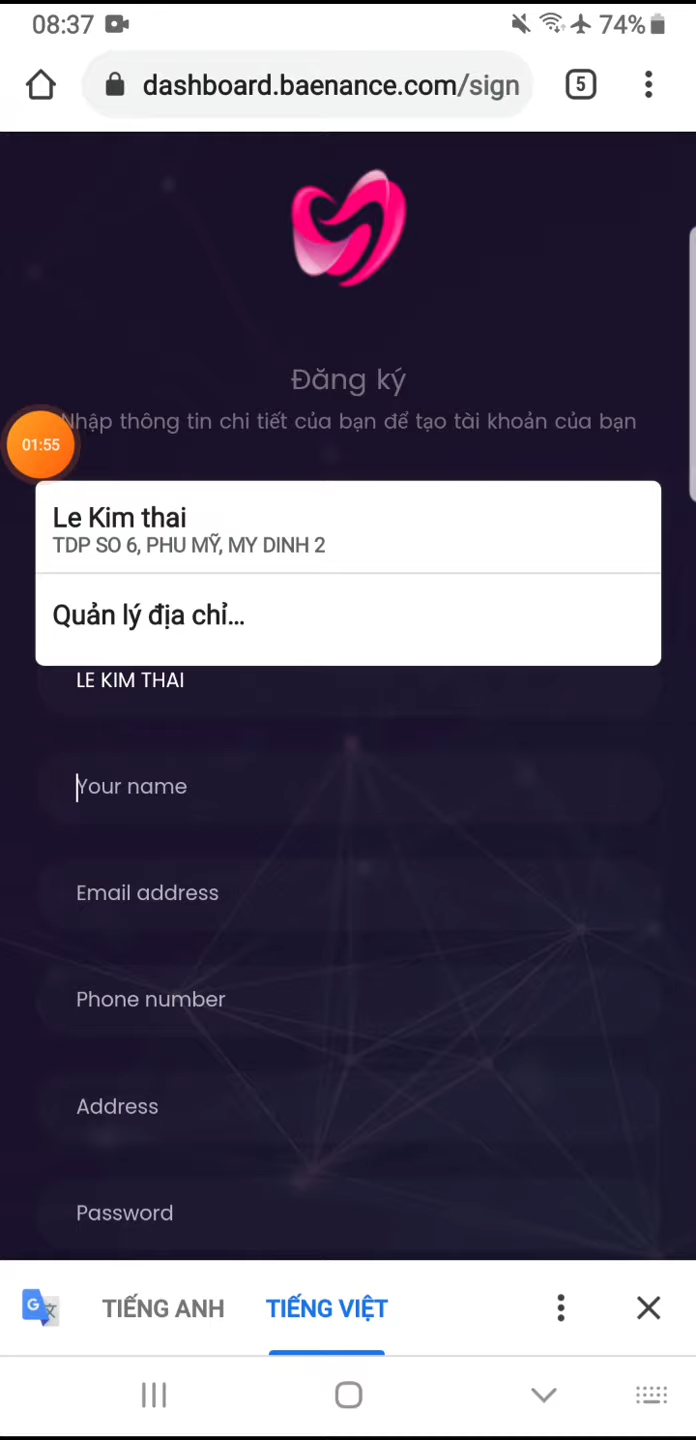 08:37
74%
dashboard.baenance.com/sign
5
Đăng ký
Nhập thông tin chi tiết của bạn để tạo tài khoản của bạn
01:55
Le Kim thai
TDP SO 6, PHU MỸ, MY DINH 2
Quản lý địa chỉ...
LE KIM THAI
Your name
Email address
Phone number
Address
Password
G 文
TIẾNG ANH
TIẾNG VIỆT